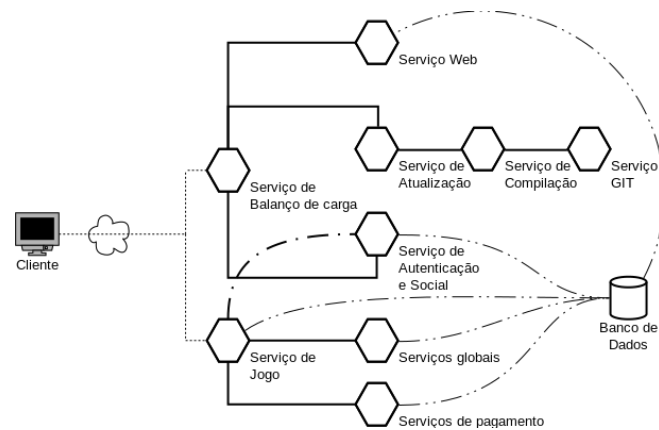 Serviço Web
Serviço de
Atualização
Serviço de
Compilação
Serviço
GIT
Serviço de
Balanço de carga
Cliente
Serviço de
Autenticação
e Social
Banco de
Dados
Serviço de
Jogo
Serviços globais
Serviços de pagamento